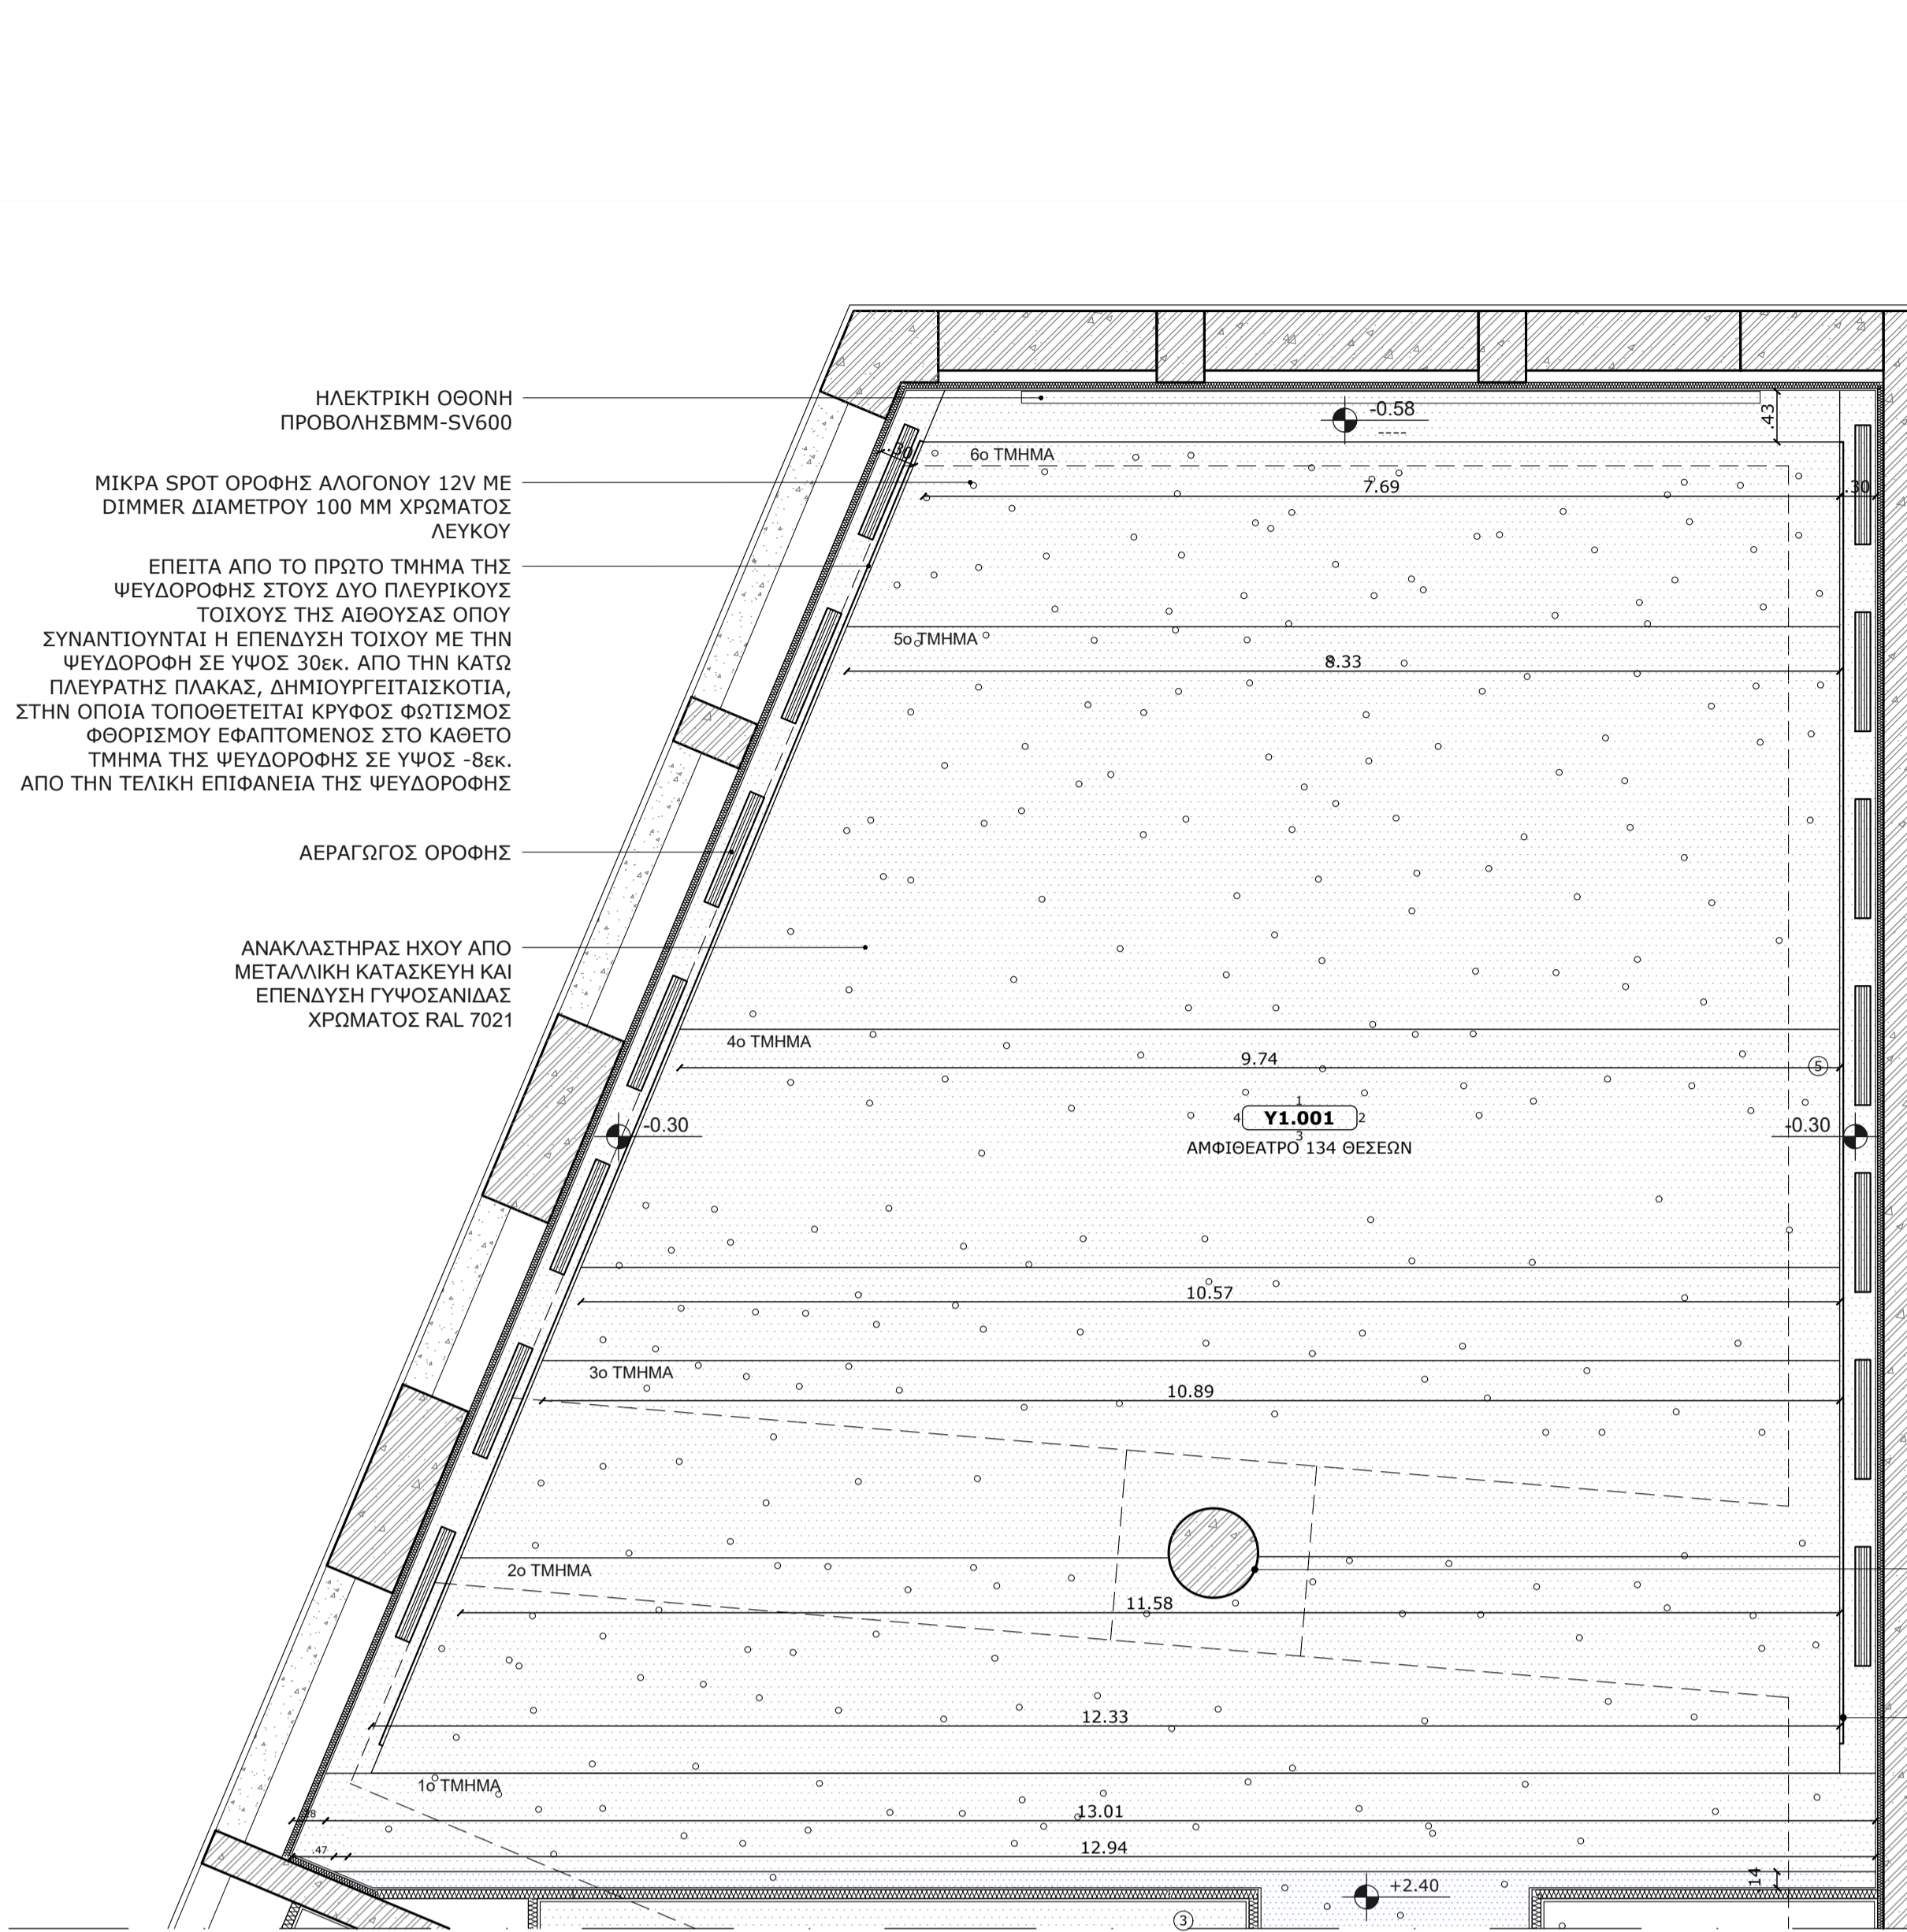 ΗΛΕΚΤΡΙΚΗ ΟΘΟΝΗ
ΠΡΟΒΟΛΗΣΒΜΜ-SV600
ΜΙΚΡΑ SPOT ΟΡΟΦΗΣ ΑΛΟΓΟΝΟΥ 12V ΜΕ
DIMMER ΔΙΑΜΕΤΡΟΥ 100 ΜΜ ΧΡΩΜΑΤΟΣ
ΛΕΥΚΟΥ
ΕΠΕΙΤΑ ΑΠΟ ΤΟ ΠΡΩΤΟ ΤΜΗΜΑ ΤΗΣ
ΨΕΥΔΟΡΟΦΗΣ ΣΤΟΥΣ ΔΥΟ ΠΛΕΥΡΙΚΟΥΣ
ΤΟΙΧΟΥΣ ΤΗΣ ΑΙΘΟΥΣΑΣ ΟΠΟΥ
ΣΥΝΑΝΤΙΟΥΝΤΑΙ Η ΕΠΕΝΔΥΣΗ ΤΟΙΧΟΥ ΜΕ ΤΗΝ
ΨΕΥΔΟΡΟΦΗ ΣΕ ΥΨΟΣ 30εκ. ΑΠΟ ΤΗΝ ΚΑΤΩ
ΠΛΕΥΡΑΤΗΣ ΠΛΑΚΑΣ, ΔΗΜΙΟΥΡΓΕΙΤΑΙΣΚΟΤΙΑ,
ΣΤΗΝ ΟΠΟΙΑ ΤΟΠΟΘΕΤΕΙΤΑΙ ΚΡΥΦΟΣ ΦΩΤΙΣΜΟΣ
ΦΘΟΡΙΣΜΟΥ ΕΦΑΠΤΟΜΕΝΟΣ ΣΤΟ ΚΑΘΕΤΟ
ΤΜΗΜΑ ΤΗΣ ΨΕΥΔΟΡΟΦΗΣ ΣΕ ΥΨΟΣ -8εκ.
ΑΠΟ ΤΗΝ ΤΕΛΙΚΗ ΕΠΙΦΑΝΕΙΑ ΤΗΣ ΨΕΥΔΟΡΟΦΗΣ
ΑΕΡΑΓΩΓΟΣ ΟΡΟΦΗΣ
ΑΝΑΚΛΑΣΤΗΡΑΣ ΗΧΟΥ ΑΠΟ
ΜΕΤΑΛΛΙΚΗ ΚΑΤΑΣΚΕΥΗ ΚΑΙ
ΕΠΕΝΔΥΣΗ ΓΥΨΟΣΑΝΙΔΑΣ
ΧΡΩΜΑΤΟΣ RAL 7021
-0.58
.43
.30
6ο ΤΜΗΜΑ
7.69
.30
5ο ΤΜΗΜΑ
8.33
4ο ΤΜΗΜΑ
9.74
5
1
4 Υ1.001 2
3
ΑΜΦΙΘΕΑΤΡΟ 134 ΘΕΣΕΩΝ
-0.30
-0.30
10.57
3ο ΤΜΗΜΑ
10.89
2ο ΤΜΗΜΑ
11.58
12.33
1ο ΤΜΗΜΑ
13.01
.47
12.94
.14
+2.40
3